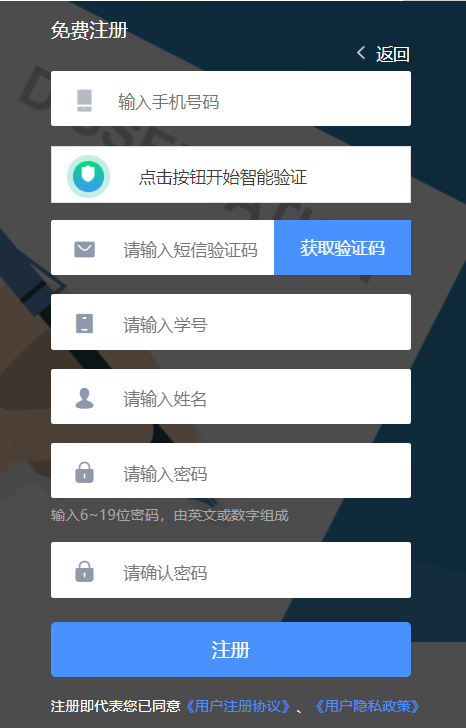 免费注册
返回
输入手机号码
点击按钮开始智能验证
请输入短信验证码
获取验证码
请输入学号
请输入姓名
请输入密码
输入6~19位密码，由英文或数字组成
请确认密码
注册
注册即代表您已同意《用户注册协议》、《用户隐私政策》